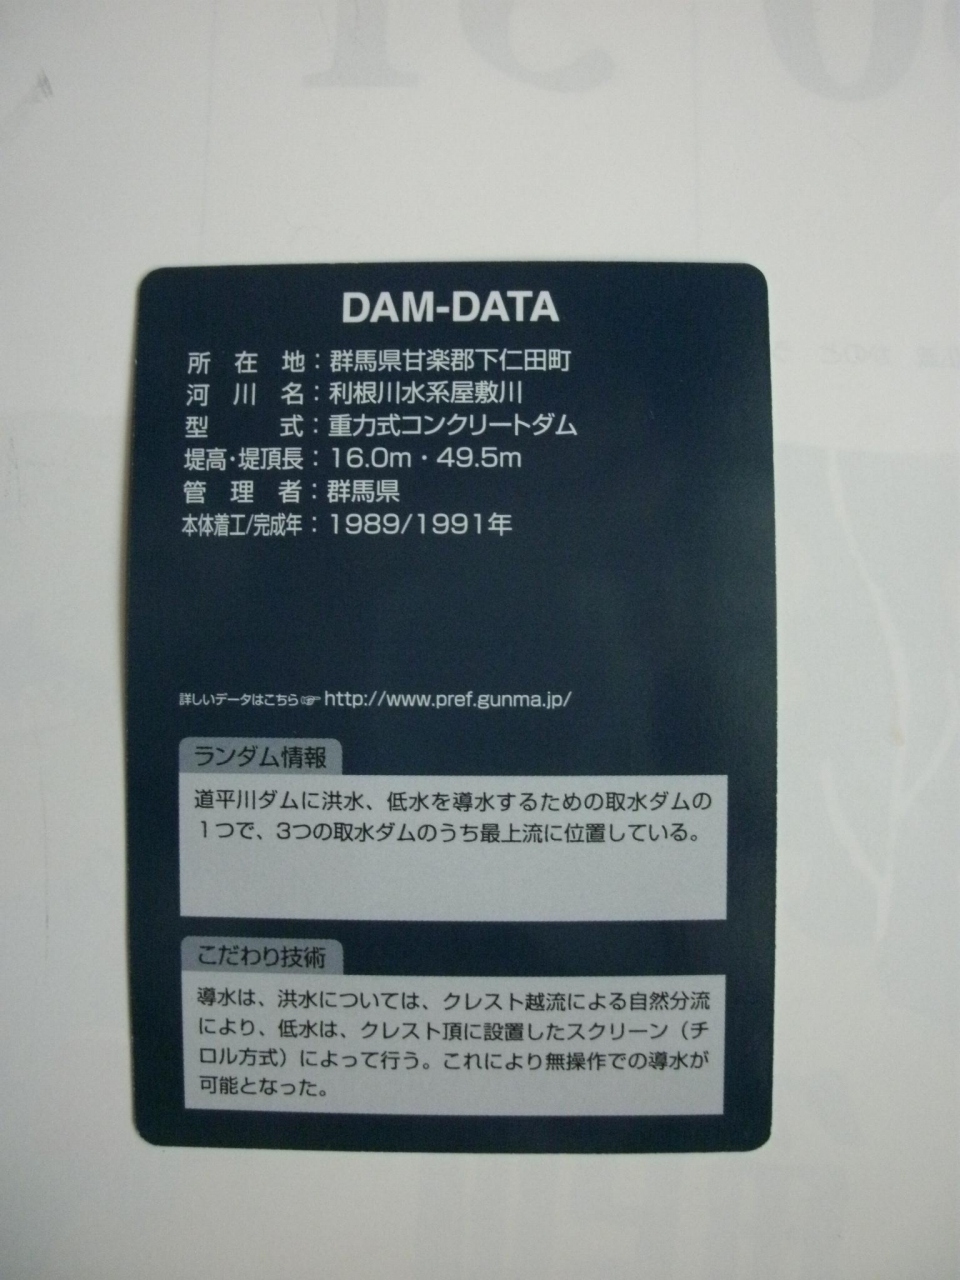 DAM-DATA
所在地：群馬県甘楽郡下仁田町
河川名：利根川水系屋敷川
型式：重力式コンクリートダム
堤高・堤頂長：16.0m・49.5m
管理者：群馬県
本体着工/完成年：1989/1991年
詳しいデータはこちら☞http://www.pref.gunma.jp/
ランダム情報
道平川ダムに洪水、低水を導水するための取水ダムの
1つで、3つの取水ダムのうち最上流に位置している。
こだわり技術
導水は、洪水については、クレスト越流による自然分流
により、低水は、クレスト頂に設置したスクリーン（チ
ロル方式）によって行う。これにより無操作での導水が
可能となった。